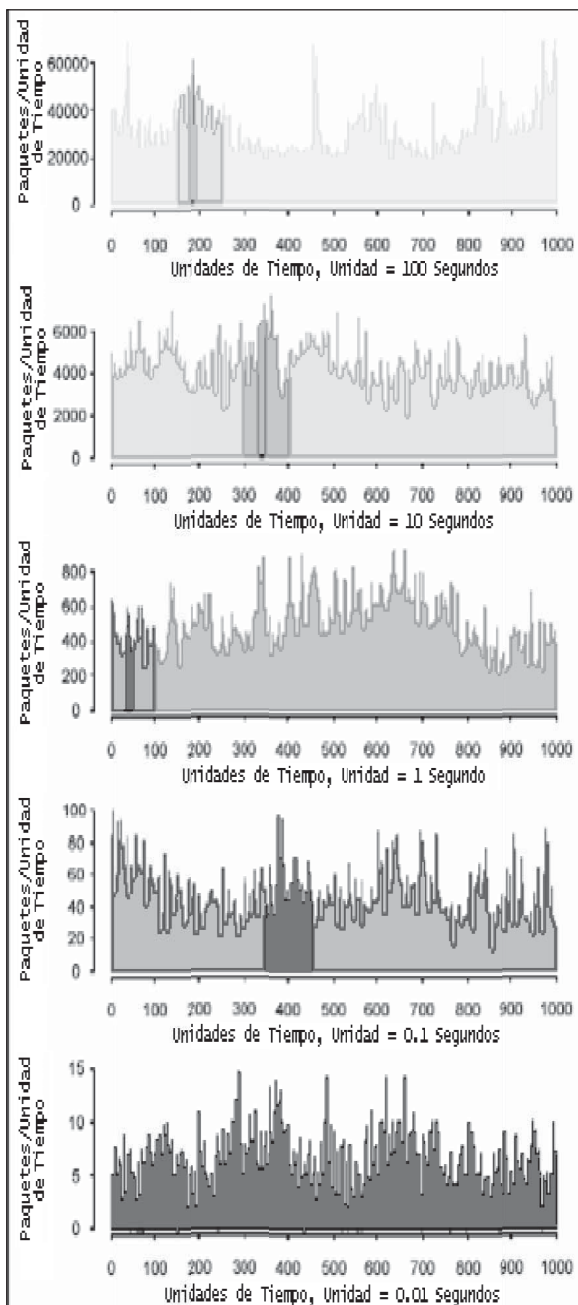 Paquetes/Unidad
de Tiempo
60000
40000
20000
0
0 100 200 300 400 500 600 700 800 900 1000
Unidades de Tiempo, Unidad = 100 Segundos
Paquetes/Unidad
de Tiempo
6000
4000
2000
0
0 100 200 300 400 500 600 700 800 900 1000
Unidades de Tiempo, Unidad = 10 Segundos
Paquetes/Unidad
de Tiempo
800
600
400
200
0
0 100 200 300 400 500 600 700 800 900 1000
Unidades de Tiempo, Unidad = 1 Segundo
Paquetes/Unidad
de Tiempo
100
80
60
40
20
0
0 100 200 300 400 500 600 700 800 900 1000
Unidades de Tiempo, Unidad = 0.1 Segundos
Paquetes/Unidad
de Tiempo
15
10
5
0
0 100 200 300 400 500 600 700 800 900 1000
Unidades de Tiempo, Unidad = 0.01 Segundos